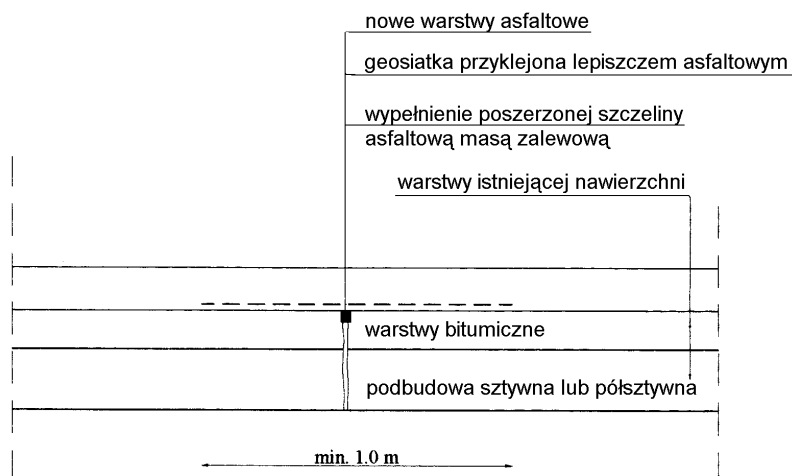 nowe warstwy asfaltowe
geosiatka przyklejona lepiszczem asfaltowym
wypełnienie poszerzonej szczeliny
asfaltową masą zalewową
warstwy istniejącej nawierzchni
warstwy bitumiczne
podbudowa sztywna lub półsztywna
min. 1.0 m